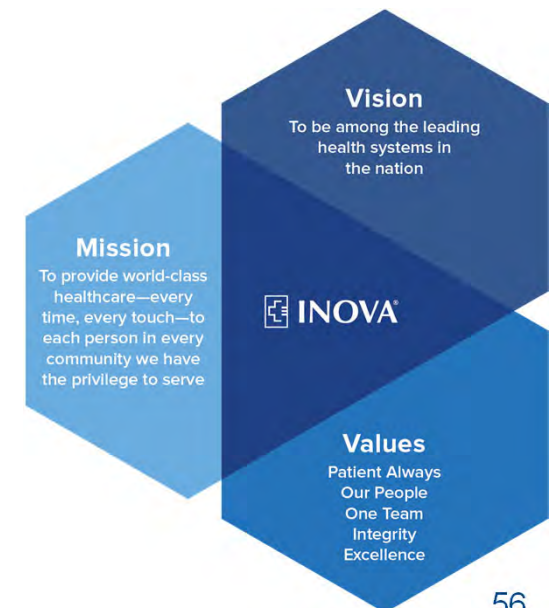 Vision
To be among the leading
health systems in
the nation
Mission
To provide world-class
healthcare—every
time, every touch—to
each person in every
community we have
the privilege to serve
INOVA®
Values
Patient Always
Our People
One Team
Integrity
Excellence
56